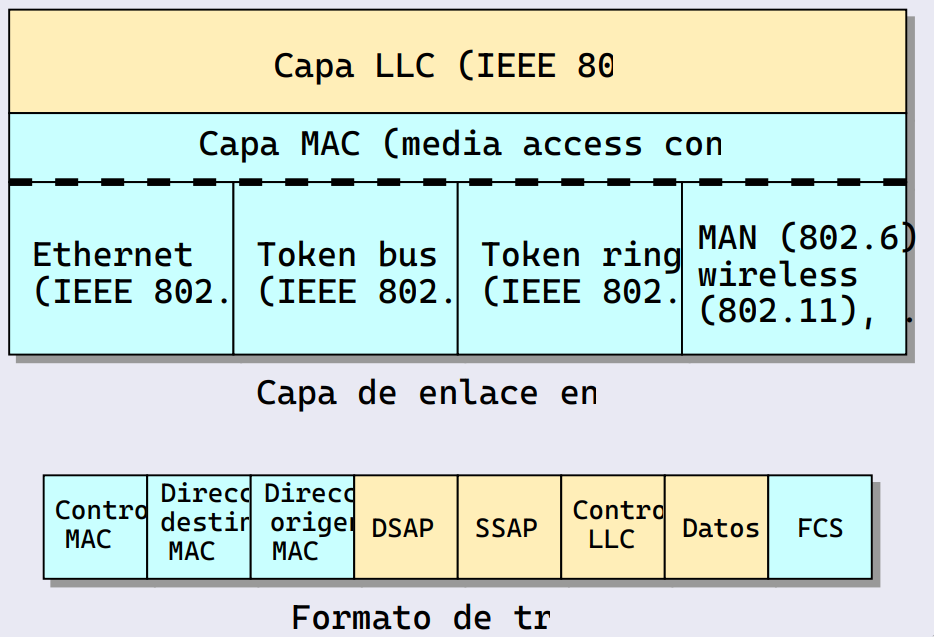 Capa LLC (IEEE 80
Capa MAC (media access con
Ethernet
(IEEE 802.
Token bus
(IEEE 802.
Token ring
(IEEE 802.
MAN (802.6)
wireless
(802.11), .
Capa de enlace en
Contro
MAC
Direcc
destin
MAC
Direcc
origen
MAC
DSAP
SSAP
Contro
LLC
Datos
FCS
Formato de tr